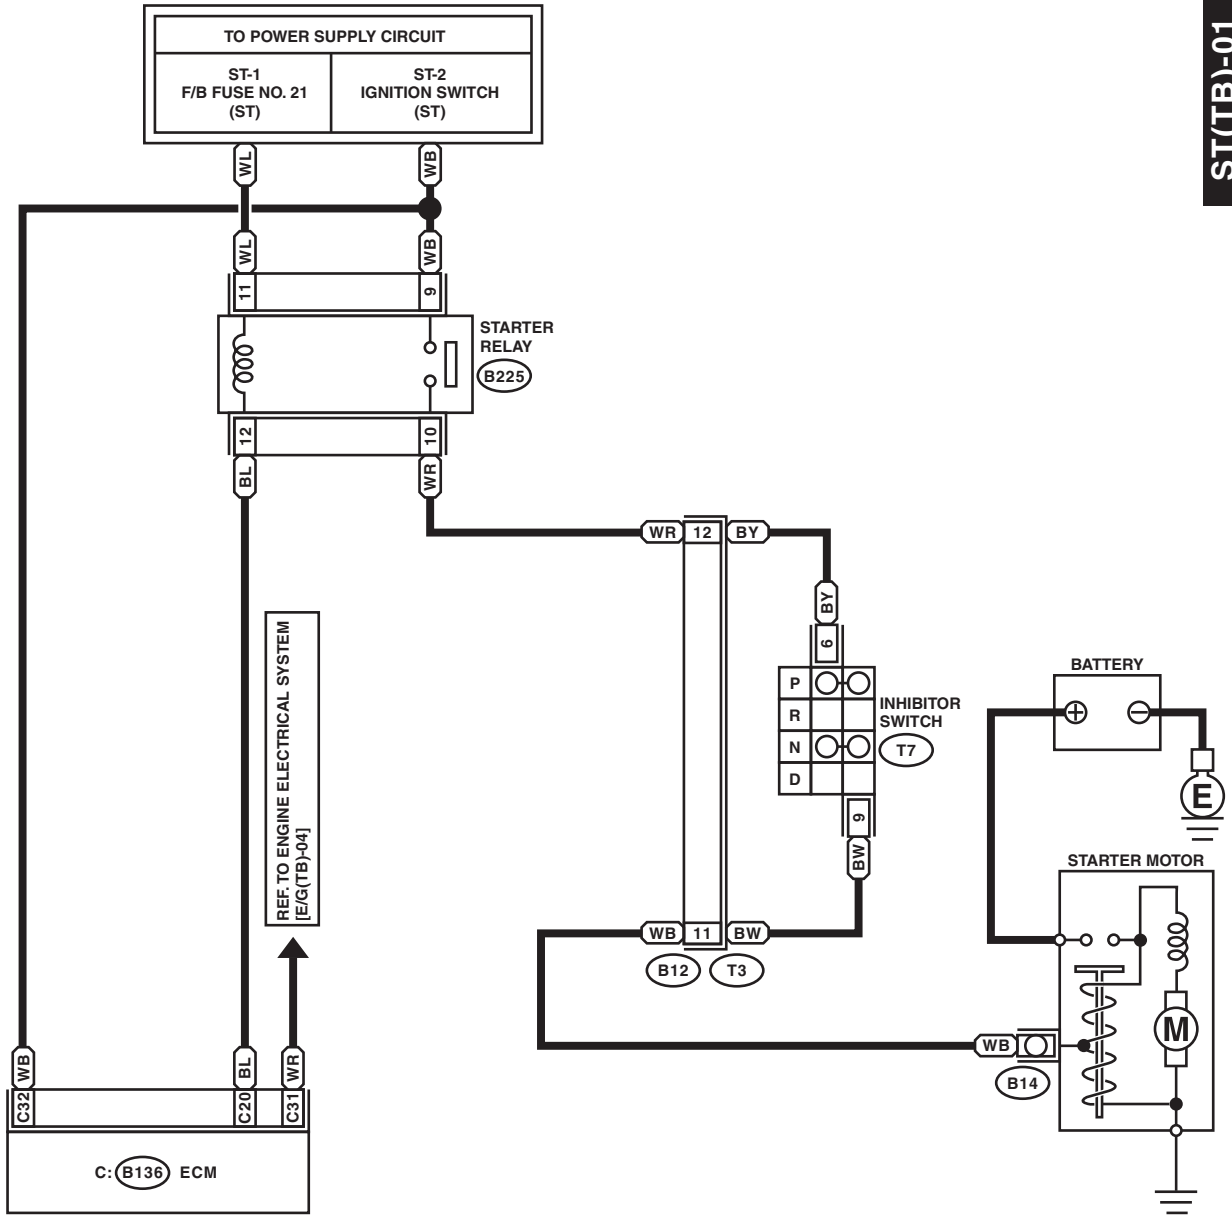 ST(TB)-01
TO POWER SUPPLY CIRCUIT
ST-1
F/B FUSE NO. 21
(ST)
ST-2
IGNITION SWITCH
(ST)
WL
WB
WL
WB
11
9
STARTER
RELAY
B225
12
10
BL
WR
WR
12
BY
BY
6
P
R
N
D
INHIBITOR
SWITCH
T7
9
BW
BATTERY
+
−
E
REF. TO ENGINE ELECTRICAL SYSTEM
[E/G(TB)-04]
WB
11
BW
B12
T3
STARTER MOTOR
M
WB
B14
WB
BL
WR
C32
C20
C31
C: B136 ECM